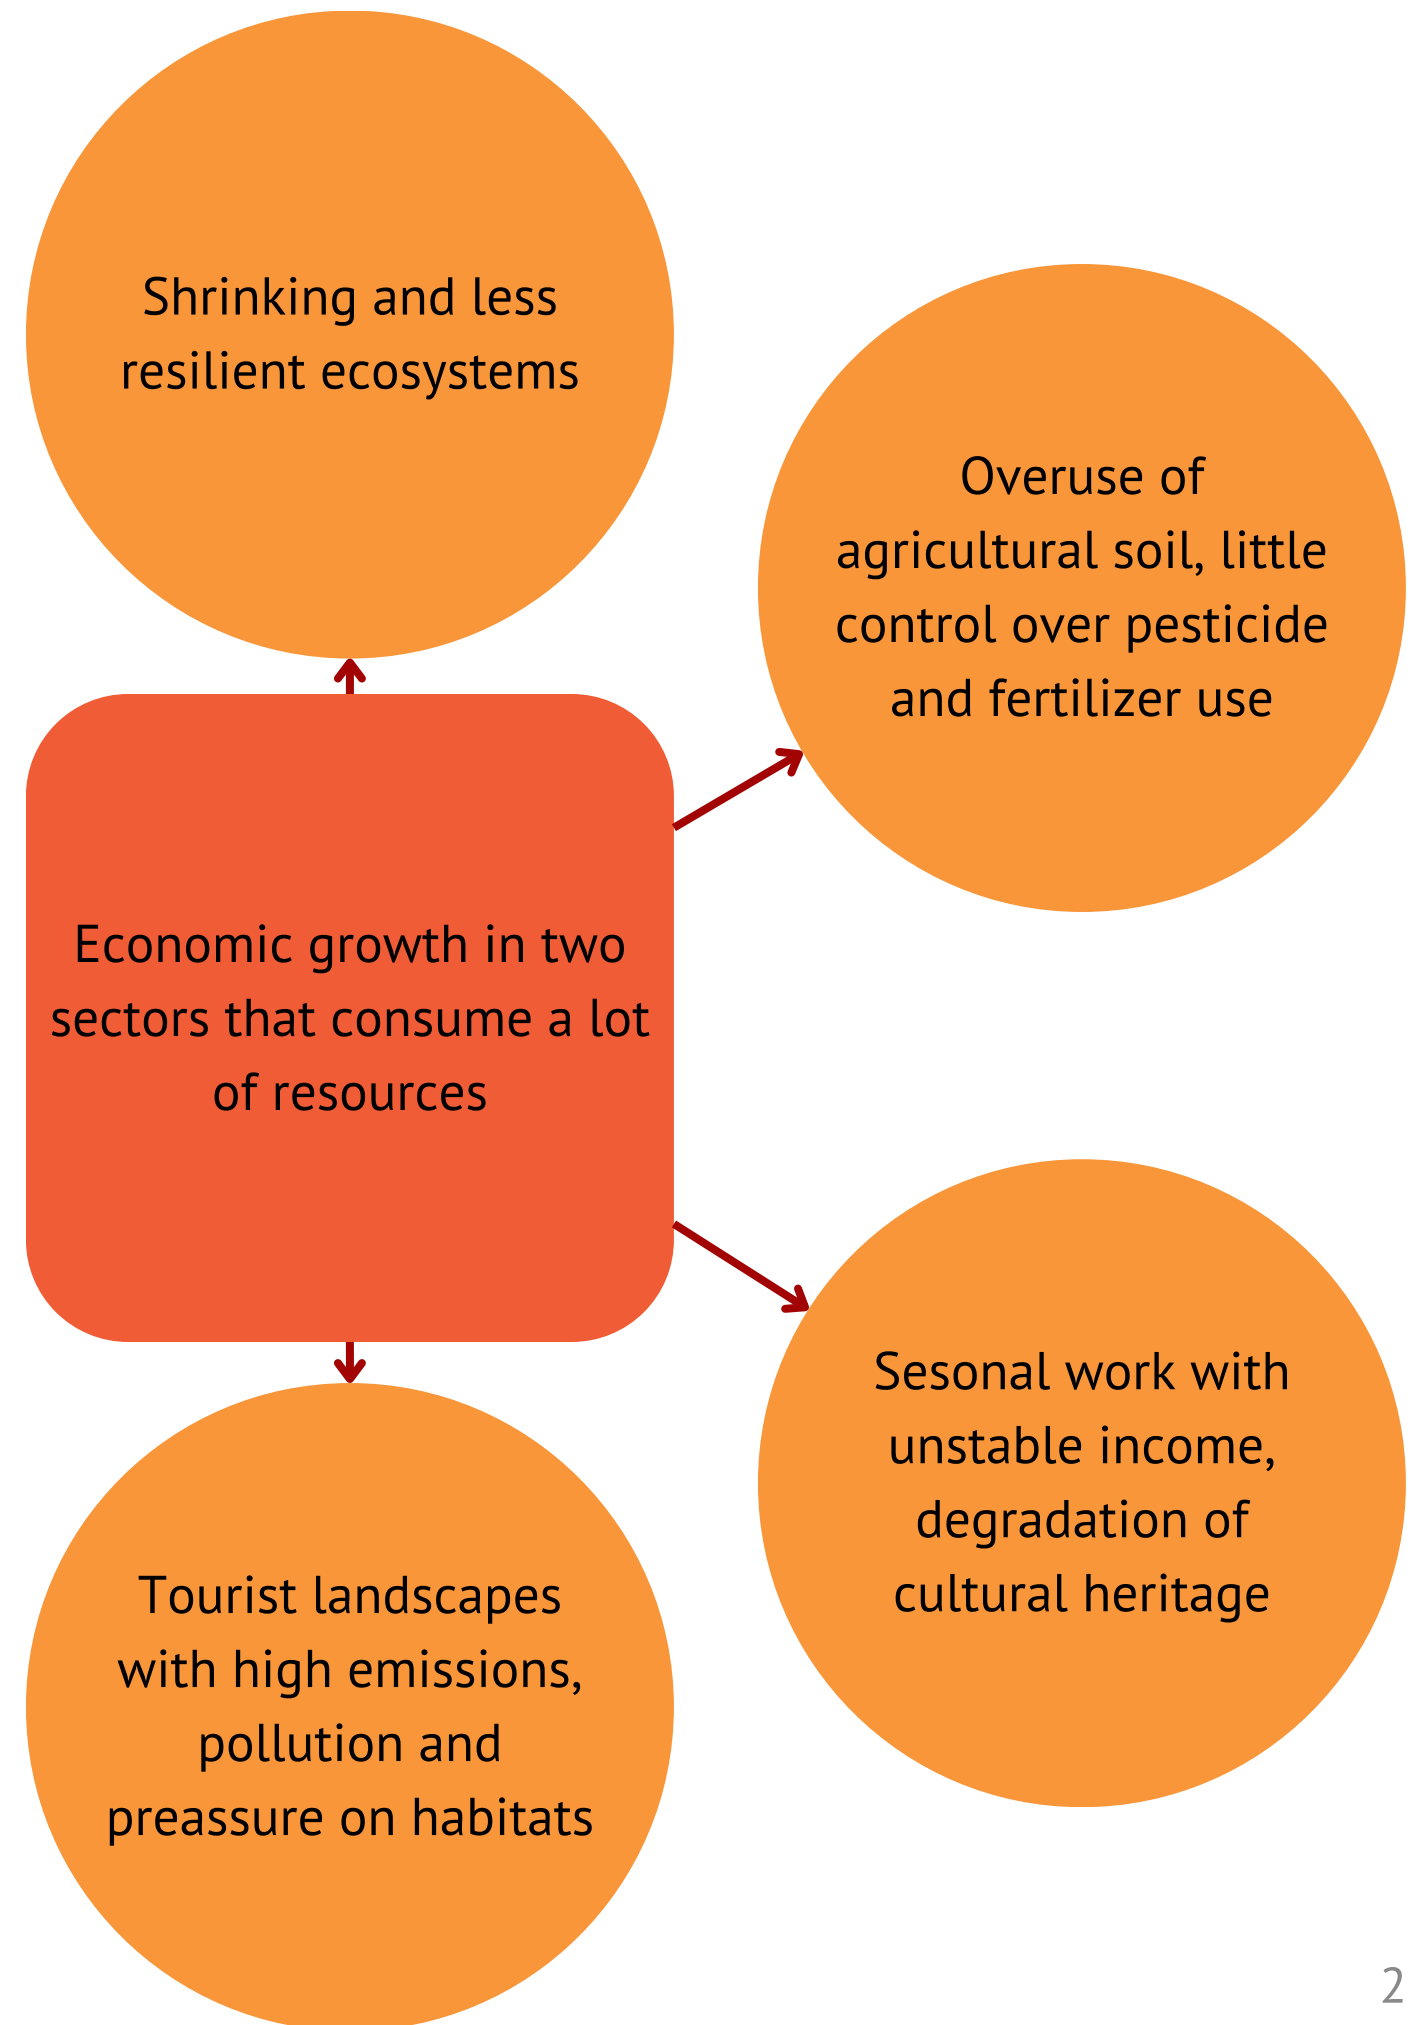 Shrinking and less
resilient ecosystems
Overuse of
agricultural soil, little
control over pesticide
and fertilizer use
Economic growth in two
sectors that consume a lot
of resources
Sesonal work with
unstable income,
degradation of
cultural heritage
Tourist landscapes
with high emissions,
pollution and
preassure on habitats
2